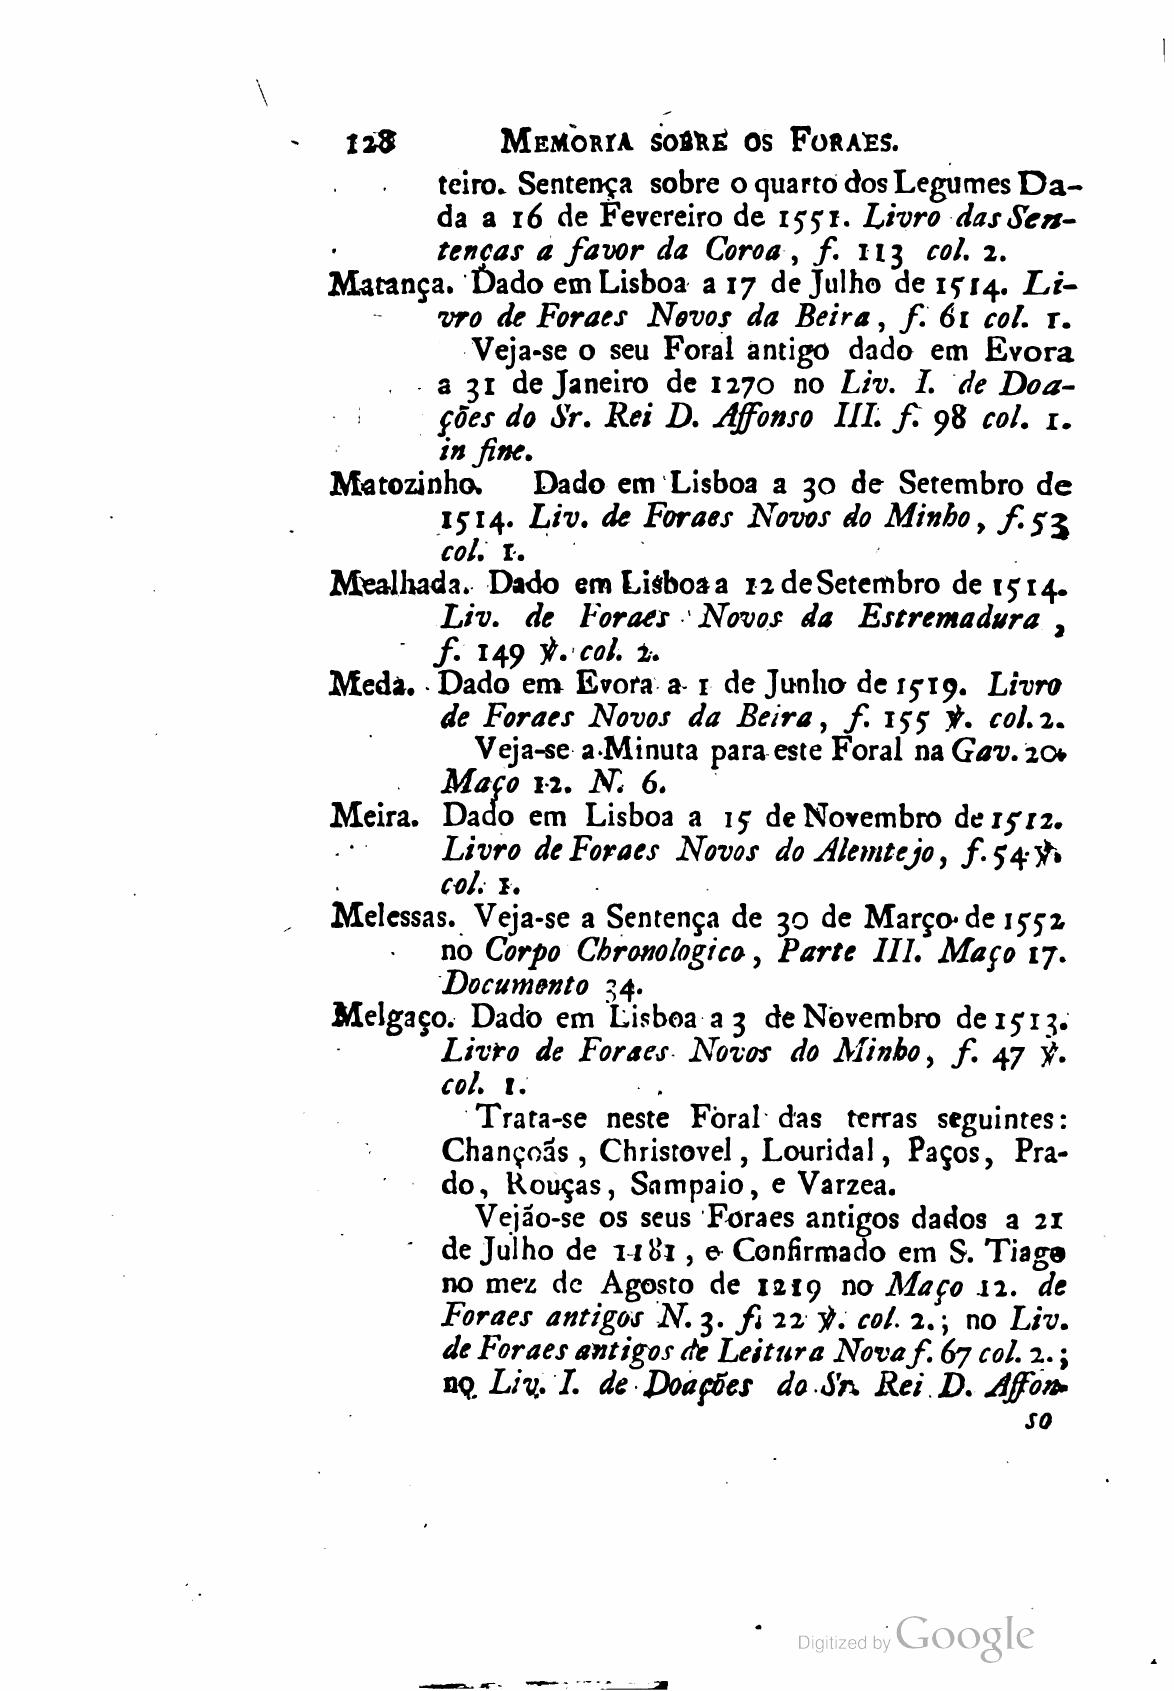 128 MEMORIA SOBRE OS FORAES.
teiro. Sentença sobre o quarto dos Legumes Da-
da a 16 de Fevereiro de 1551. Livro das Sen-
tenças a favor da Coroa, f. 113 col. 2.
Matança. Dado em Lisboa a 17 de Julho de 1514. Li-
vro de Foraes Novos da Beira, f. 61 col. 1.
Veja-se o seu Foral antigo dado em Evora
a 31 de Janeiro de 1270 no Liv. I. de Doa-
ções do Sr. Rei D. Affonso III. f. 98 col. 1.
in fine.
Matozinho. Dado em Lisboa a 30 de Setembro de
1514. Liv. de Foraes Novos do Minho, f. 53
col. 1.
Mealhada. Dado em Lisboa a 12 de Setembro de 1514.
Liv. de Foraes Novos da Estremadura,
f. 149 ℣. col. 2.
Meda. Dado em Evora a 1 de Junho de 1519. Livro
de Foraes Novos da Beira, f. 155 ℣. col. 2.
Veja-se a Minuta para este Foral na Gav. 20.
Maço 12. N. 6.
Meira. Dado em Lisboa a 15 de Novembro de 1512.
Livro de Foraes Novos do Alemtejo, f. 54 ℣.
col. 1.
Melessas. Veja-se a Sentença de 30 de Março de 1552
no Corpo Chronologico, Parte III. Maço 17.
Documento 34.
Melgaço. Dado em Lisboa a 3 de Novembro de 1513.
Livro de Foraes Novos do Minho, f. 47 ℣.
col. 1.
Trata-se neste Foral das terras seguintes:
Chançoãs, Christovel, Louridal, Paços, Pra-
do, Rouças, Sampaio, e Varzea.
Vejão-se os seus Foraes antigos dados a 21
de Julho de 1181, e Confirmado em S. Tiago
no mez de Agosto de 1219 no Maço 12. de
Foraes antigos N. 3. f. 22 ℣. col. 2.; no Liv.
de Foraes antigos de Leitura Nova f. 67 col. 2.;
no Liv. I. de Doações do Sr. Rei D. Affon-
so
Digitized by Google